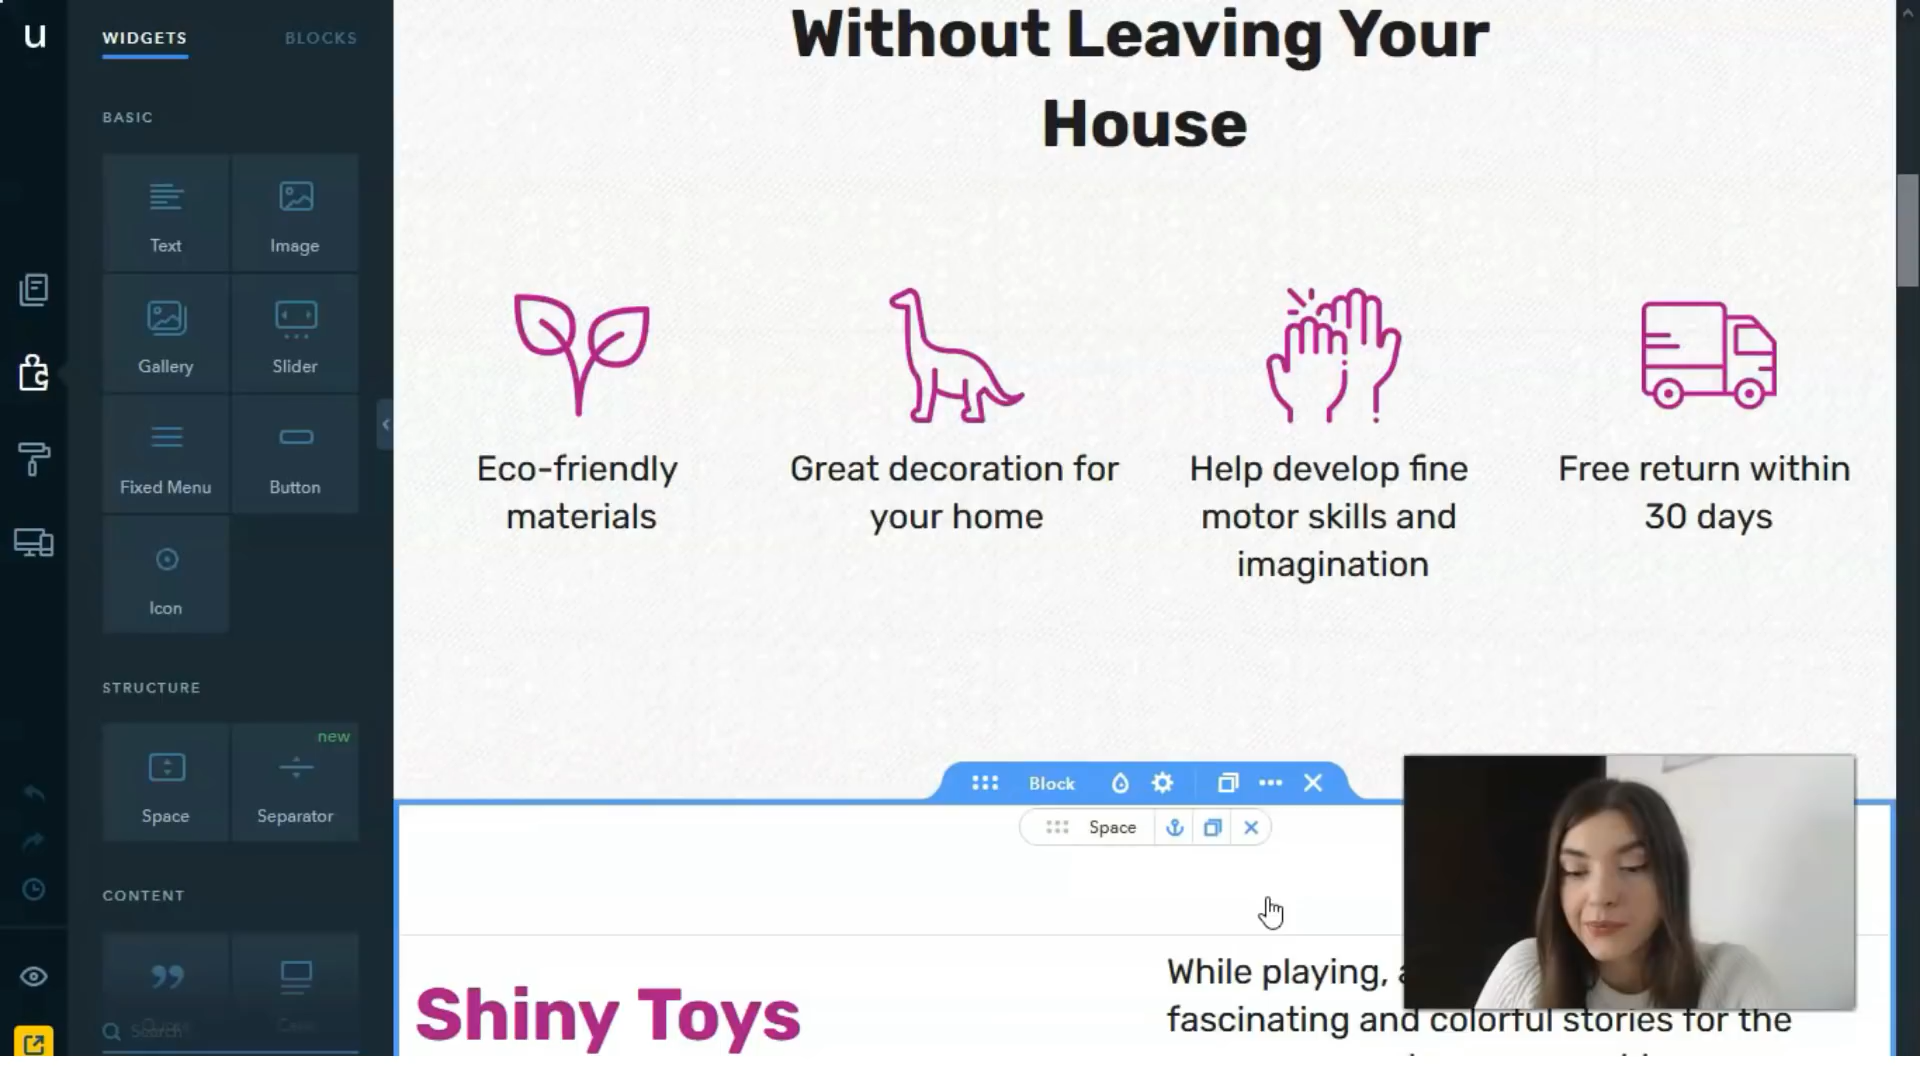 u
WIDGETS
BLOCKS
BASIC
Text
Image
Gallery
Slider
Fixed Menu
Button
Icon
STRUCTURE
new
Space
Separator
CONTENT
Search
Without Leaving Your
House
Eco-friendly
materials
Great decoration for
your home
Help develop fine
motor skills and
imagination
Free return within
30 days
Block
Space
Shiny Toys
While playing,
fascinating and colorful stories for the